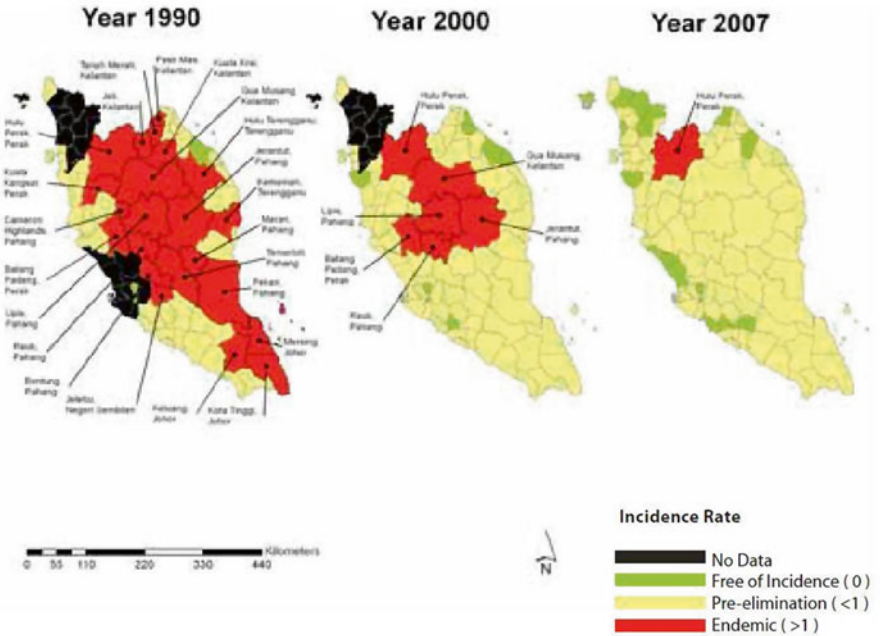 Year 1990
Year 2000
Year 2007
Tanah Merah,
Kelantan
Pasir Mas
Kelantan
Kuala Krai,
Kelantan
Jeli,
Kelantan
Gua Musang
Kelantan
Hulu
Perak,
Perak
Hulu Terengganu,
Terengganu
Jerantut,
Pahang
Kuala
Kangsar
Perak
Kemaman,
Terengganu
Cameron
Highlands
Pahang
Maran,
Pahang
Temerloh
Pahang
Batang
Padang,
Perak
Pekan,
Pahang
Lipis,
Pahang
Raub,
Pahang
Mersing,
Johor
Bentung,
Pahang
Jelebu,
Negeri Sembilan
Johor
Kota Tinggi,
Johor
Hulu Perak,
Perak
Gua Musang,
Kelantan
Lipis,
Pahang
Jerantut,
Pahang
Batang
Padang,
Perak
Raub,
Pahang
Hulu Perak,
Perak
Kilometers
0 55 110 220 330 440
N
Incidence Rate
No Data
Free of Incidence ( 0 )
Pre-elimination ( <1 )
Endemic ( >1 )